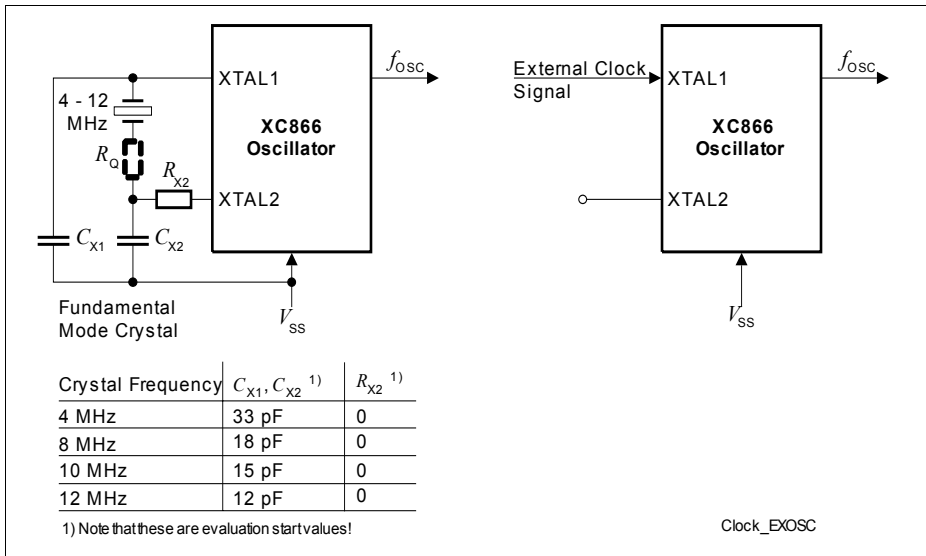 XTAL1
f_OSC
4 - 12
MHz
XC866
Oscillator
R_Q
R_X2
XTAL2
C_X1
C_X2
Fundamental
Mode Crystal
V_SS
External Clock
Signal
XTAL1
f_OSC
XC866
Oscillator
XTAL2
V_SS
Crystal Frequency C_X1, C_X2 1) R_X2 1)
4 MHz 33 pF 0
8 MHz 18 pF 0
10 MHz 15 pF 0
12 MHz 12 pF 0
1) Note that these are evaluation start values!
Clock_EXOSC